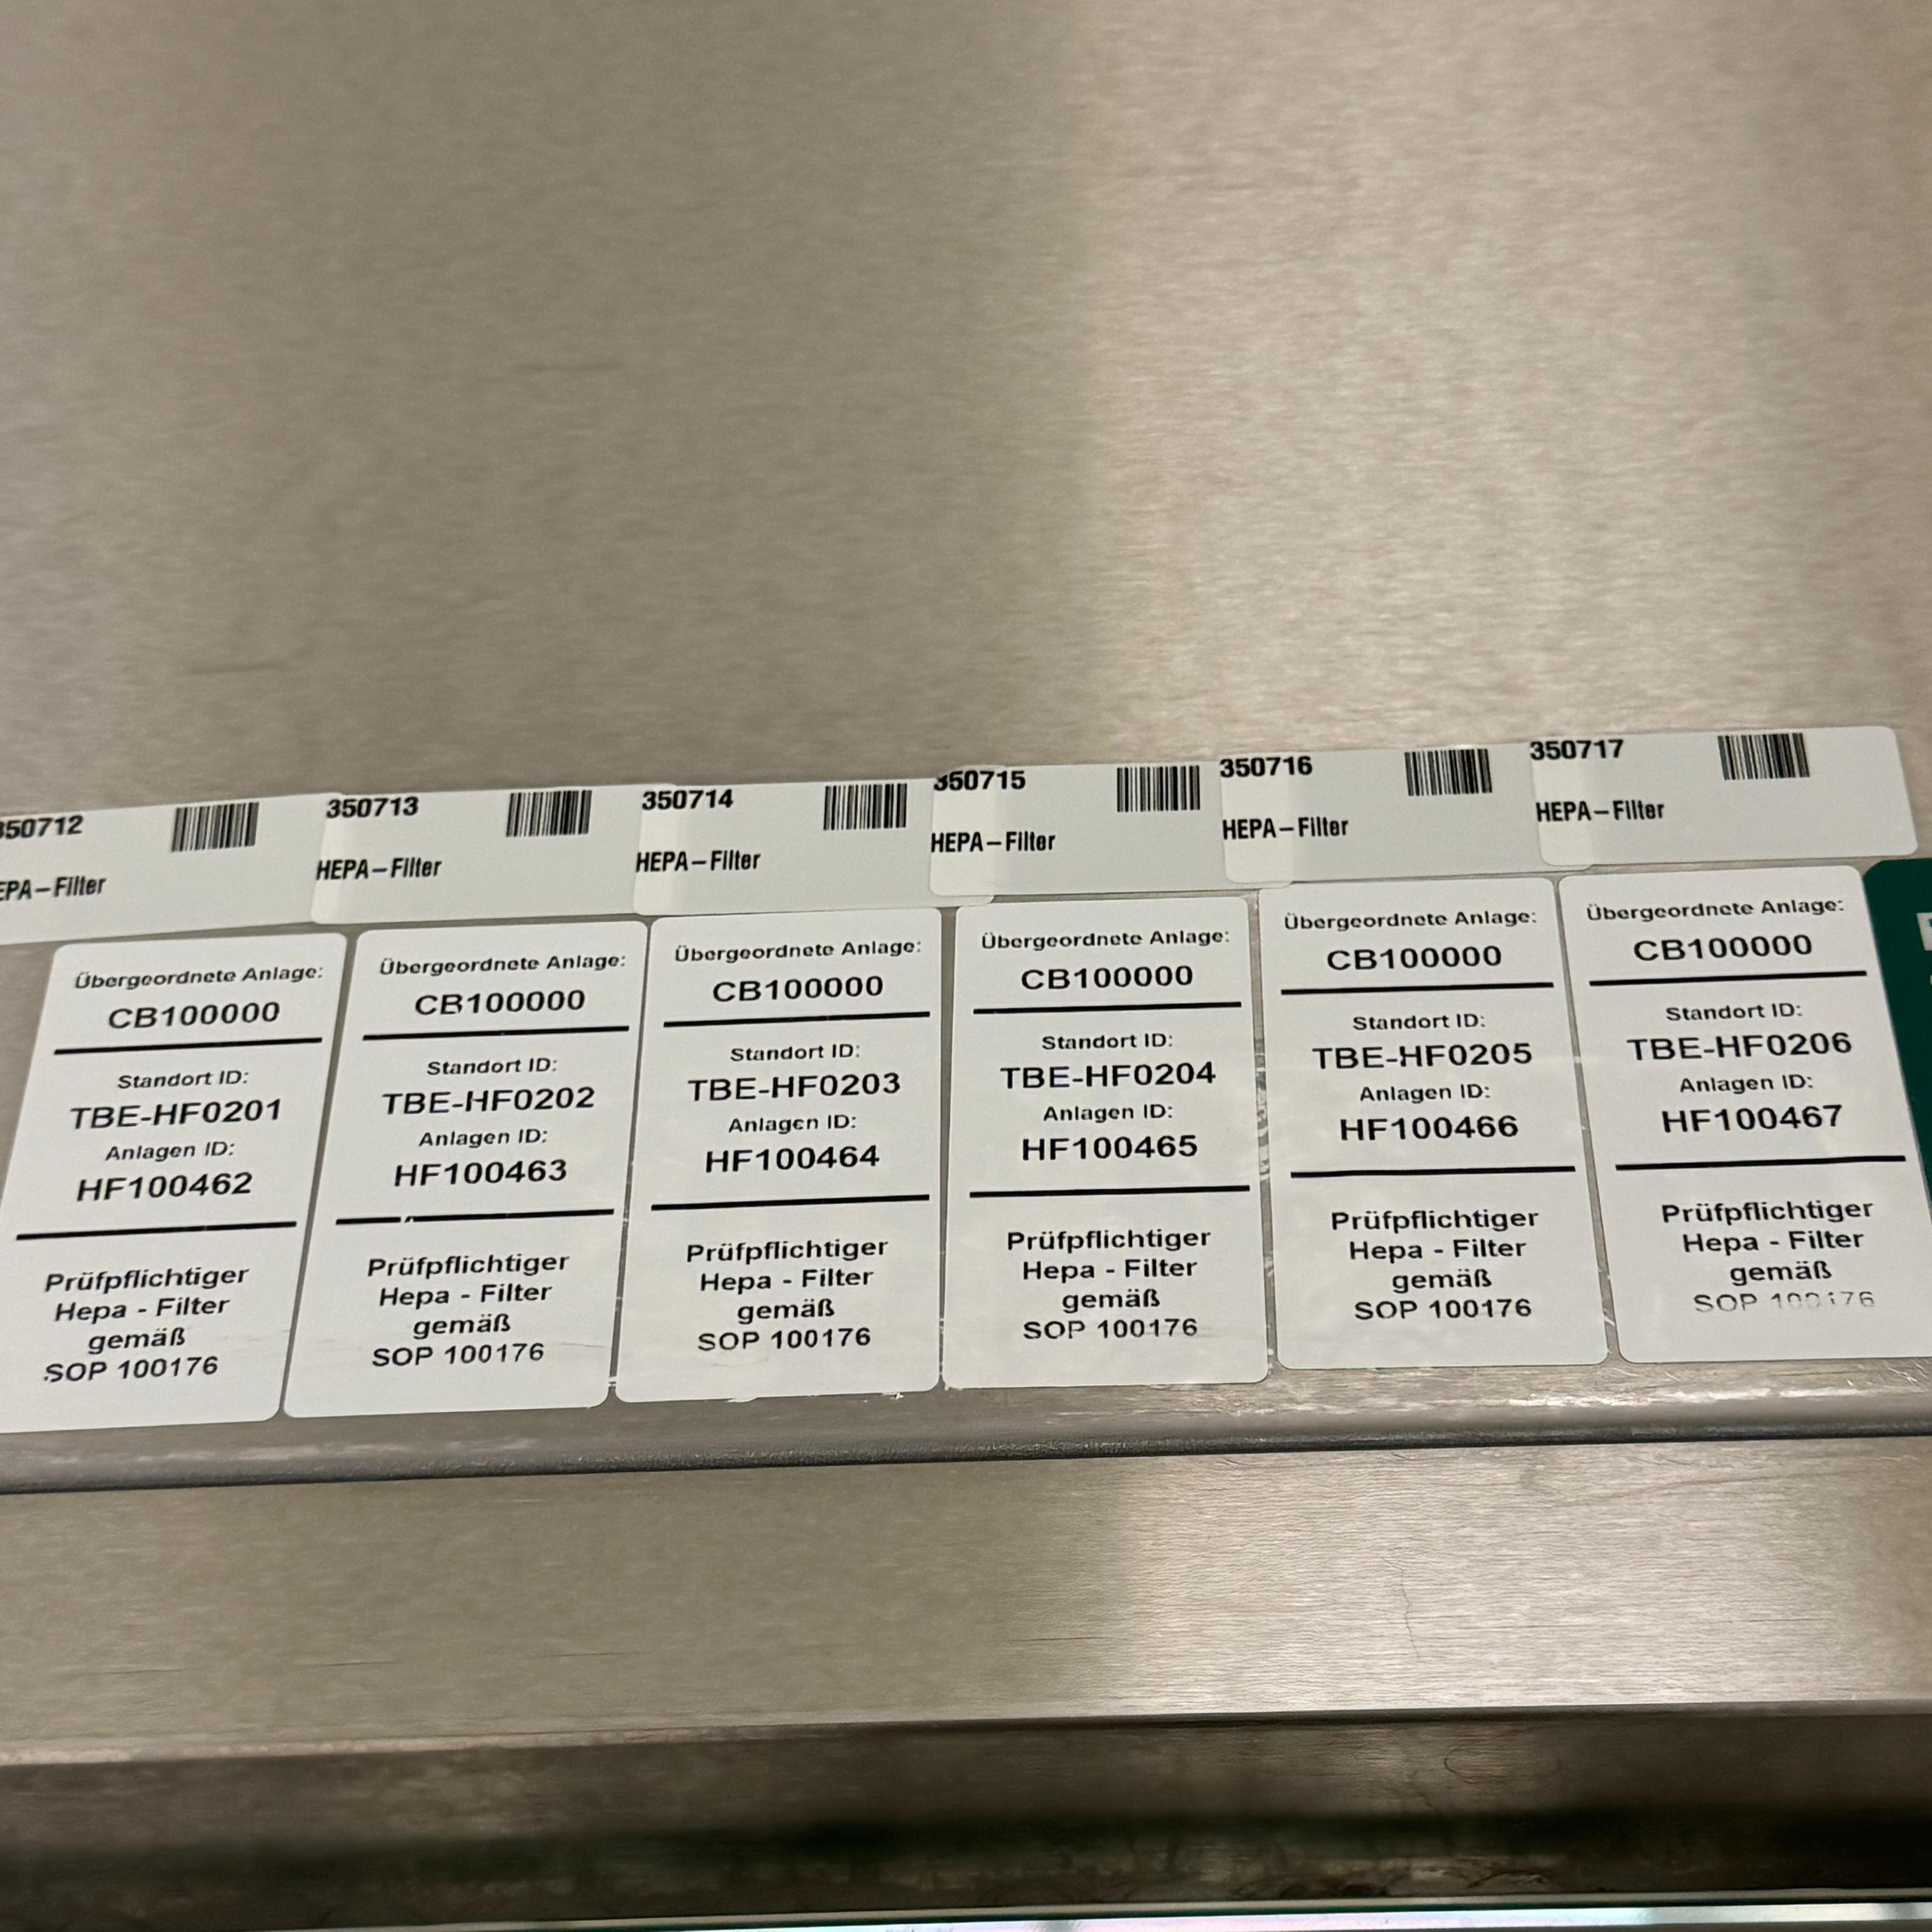 350712
EPA-Filter
350713
HEPA-Filter
350714
HEPA-Filter
350715
HEPA-Filter
350716
HEPA-Filter
350717
HEPA-Filter
Übergeordnete Anlage:
CB100000
Standort ID:
TBE-HF0201
Anlagen ID:
HF100462
Prüfpflichtiger
Hepa - Filter
gemäß
SOP 100176
Übergeordnete Anlage:
CB100000
Standort ID:
TBE-HF0202
Anlagen ID:
HF100463
Prüfpflichtiger
Hepa - Filter
gemäß
SOP 100176
Übergeordnete Anlage:
CB100000
Standort ID:
TBE-HF0203
Anlagen ID:
HF100464
Prüfpflichtiger
Hepa - Filter
gemäß
SOP 100176
Übergeordnete Anlage:
CB100000
Standort ID:
TBE-HF0204
Anlagen ID:
HF100465
Prüfpflichtiger
Hepa - Filter
gemäß
SOP 100176
Übergeordnete Anlage:
CB100000
Standort ID:
TBE-HF0205
Anlagen ID:
HF100466
Prüfpflichtiger
Hepa - Filter
gemäß
SOP 100176
Übergeordnete Anlage:
CB100000
Standort ID:
TBE-HF0206
Anlagen ID:
HF100467
Prüfpflichtiger
Hepa - Filter
gemäß
SOP 100176